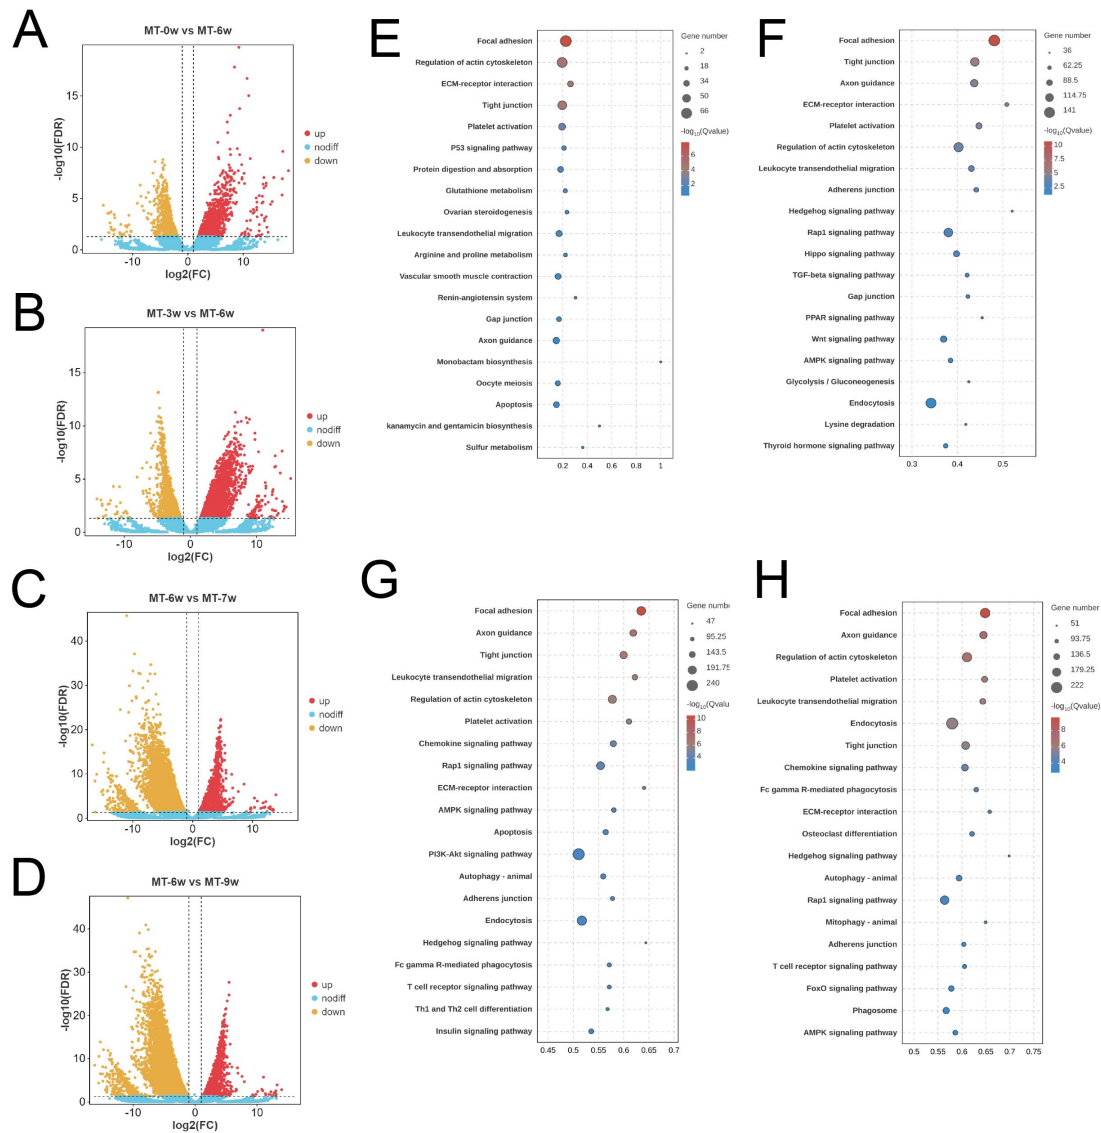 A
MT-0w vs MT-6w
-log10(FDR)
15
10
5
0
-10
0
10
log2(FC)
up
nodiff
down
B
MT-3w vs MT-6w
-log10(FDR)
15
10
5
0
-10
0
10
log2(FC)
up
nodiff
down
C
MT-6w vs MT-7w
-log10(FDR)
40
30
20
10
0
-10
0
10
log2(FC)
up
nodiff
down
D
MT-6w vs MT-9w
-log10(FDR)
40
30
20
10
0
-10
0
10
log2(FC)
up
nodiff
down
E
Focal adhesion
Regulation of actin cytoskeleton
ECM-receptor interaction
Tight junction
Platelet activation
P53 signaling pathway
Protein digestion and absorption
Glutathione metabolism
Ovarian steroidogenesis
Leukocyte transendothelial migration
Arginine and proline metabolism
Vascular smooth muscle contraction
Renin-angiotensin system
Gap junction
Axon guidance
Monobactam biosynthesis
Oocyte meiosis
Apoptosis
kanamycin and gentamicin biosynthesis
Sulfur metabolism
0.2 0.4 0.6 0.8 1
Gene number
2
18
34
50
66
-log10(Qvalue)
6
4
2
F
Focal adhesion
Tight junction
Axon guidance
ECM-receptor interaction
Platelet activation
Regulation of actin cytoskeleton
Leukocyte transendothelial migration
Adherens junction
Hedgehog signaling pathway
Rap1 signaling pathway
Hippo signaling pathway
TGF-beta signaling pathway
Gap junction
PPAR signaling pathway
Wnt signaling pathway
AMPK signaling pathway
Glycolysis / Gluconeogenesis
Endocytosis
Lysine degradation
Thyroid hormone signaling pathway
0.3 0.4 0.5
Gene number
36
62.25
88.5
114.75
141
-log10(Qvalue)
10
7.5
5
2.5
G
Focal adhesion
Axon guidance
Tight junction
Leukocyte transendothelial migration
Regulation of actin cytoskeleton
Platelet activation
Chemokine signaling pathway
Rap1 signaling pathway
ECM-receptor interaction
AMPK signaling pathway
Apoptosis
PI3K-Akt signaling pathway
Autophagy - animal
Adherens junction
Endocytosis
Hedgehog signaling pathway
Fc gamma R-mediated phagocytosis
T cell receptor signaling pathway
Th1 and Th2 cell differentiation
Insulin signaling pathway
0.45 0.5 0.55 0.6 0.65 0.7
Gene numb
47
95.25
143.5
191.75
240
-log10(Qval
10
8
6
4
H
Focal adhesion
Axon guidance
Regulation of actin cytoskeleton
Platelet activation
Leukocyte transendothelial migration
Endocytosis
Tight junction
Chemokine signaling pathway
Fc gamma R-mediated phagocytosis
ECM-receptor interaction
Osteoclast differentiation
Hedgehog signaling pathway
Autophagy - animal
Rap1 signaling pathway
Mitophagy - animal
Adherens junction
T cell receptor signaling pathway
FoxO signaling pathway
Phagosome
AMPK signaling pathway
0.5 0.55 0.6 0.65 0.7 0.75
Gene number
51
93.75
136.5
179.25
222
-log10(Qvalue)
8
6
4